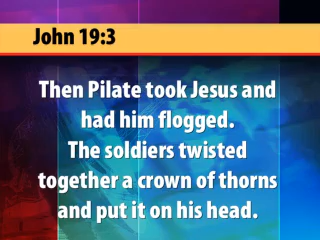 John 19:3
Then Pilate took Jesus and
had him flogged.
The soldiers twisted
together a crown of thorns
and put it on his head.